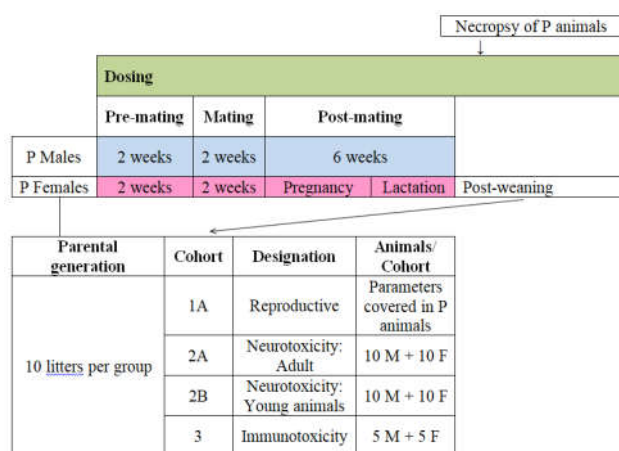 Necropsy of P animals
↓
Dosing
Pre-mating Mating Post-mating
P Males 2 weeks 2 weeks 6 weeks
P Females 2 weeks 2 weeks Pregnancy Lactation Post-weaning
Parental
generation
Cohort
Designation
Animals/
Cohort
10 litters per group
1A
Reproductive
Parameters
covered in P
animals
2A
Neurotoxicity:
Adult
10 M + 10 F
2B
Neurotoxicity:
Young animals
10 M + 10 F
3
Immunotoxicity
5 M + 5 F